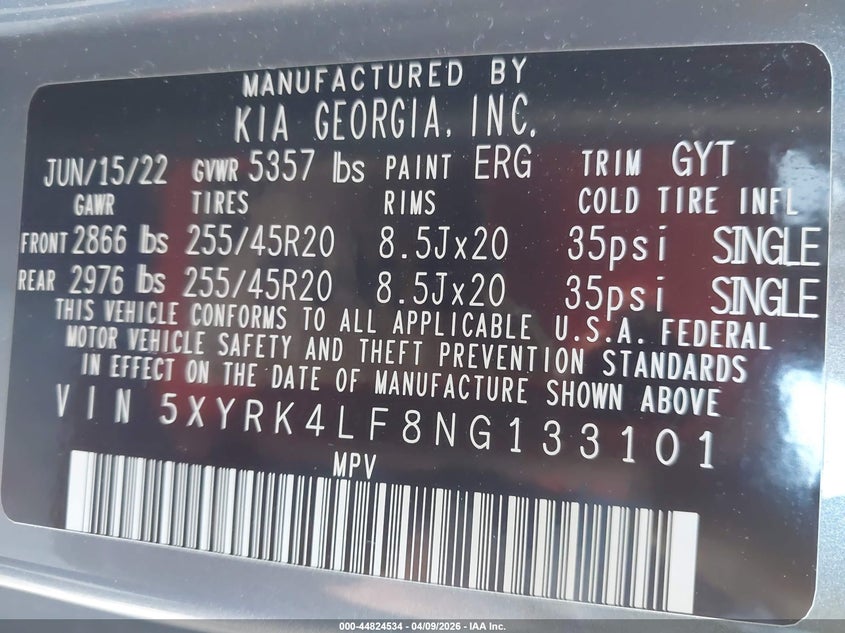 MANUFACTURED BY
KIA GEORGIA, INC.
JUN/15/22 GVWR 5357 lbs PAINT ERG TRIM GYT
GAWR TIRES RIMS COLD TIRE INFL
FRONT 2866 lbs 255/45R20 8.5Jx20 35psi SINGLE
REAR 2976 lbs 255/45R20 8.5Jx20 35psi SINGLE
THIS VEHICLE CONFORMS TO ALL APPLICABLE U.S.A. FEDERAL
MOTOR VEHICLE SAFETY AND THEFT PREVENTION STANDARDS
IN EFFECT ON THE DATE OF MANUFACTURE SHOWN ABOVE
VIN 5XYRK4LF8NG133101
MPV
000-44824534 - 04/09/2026 - IAA Inc.